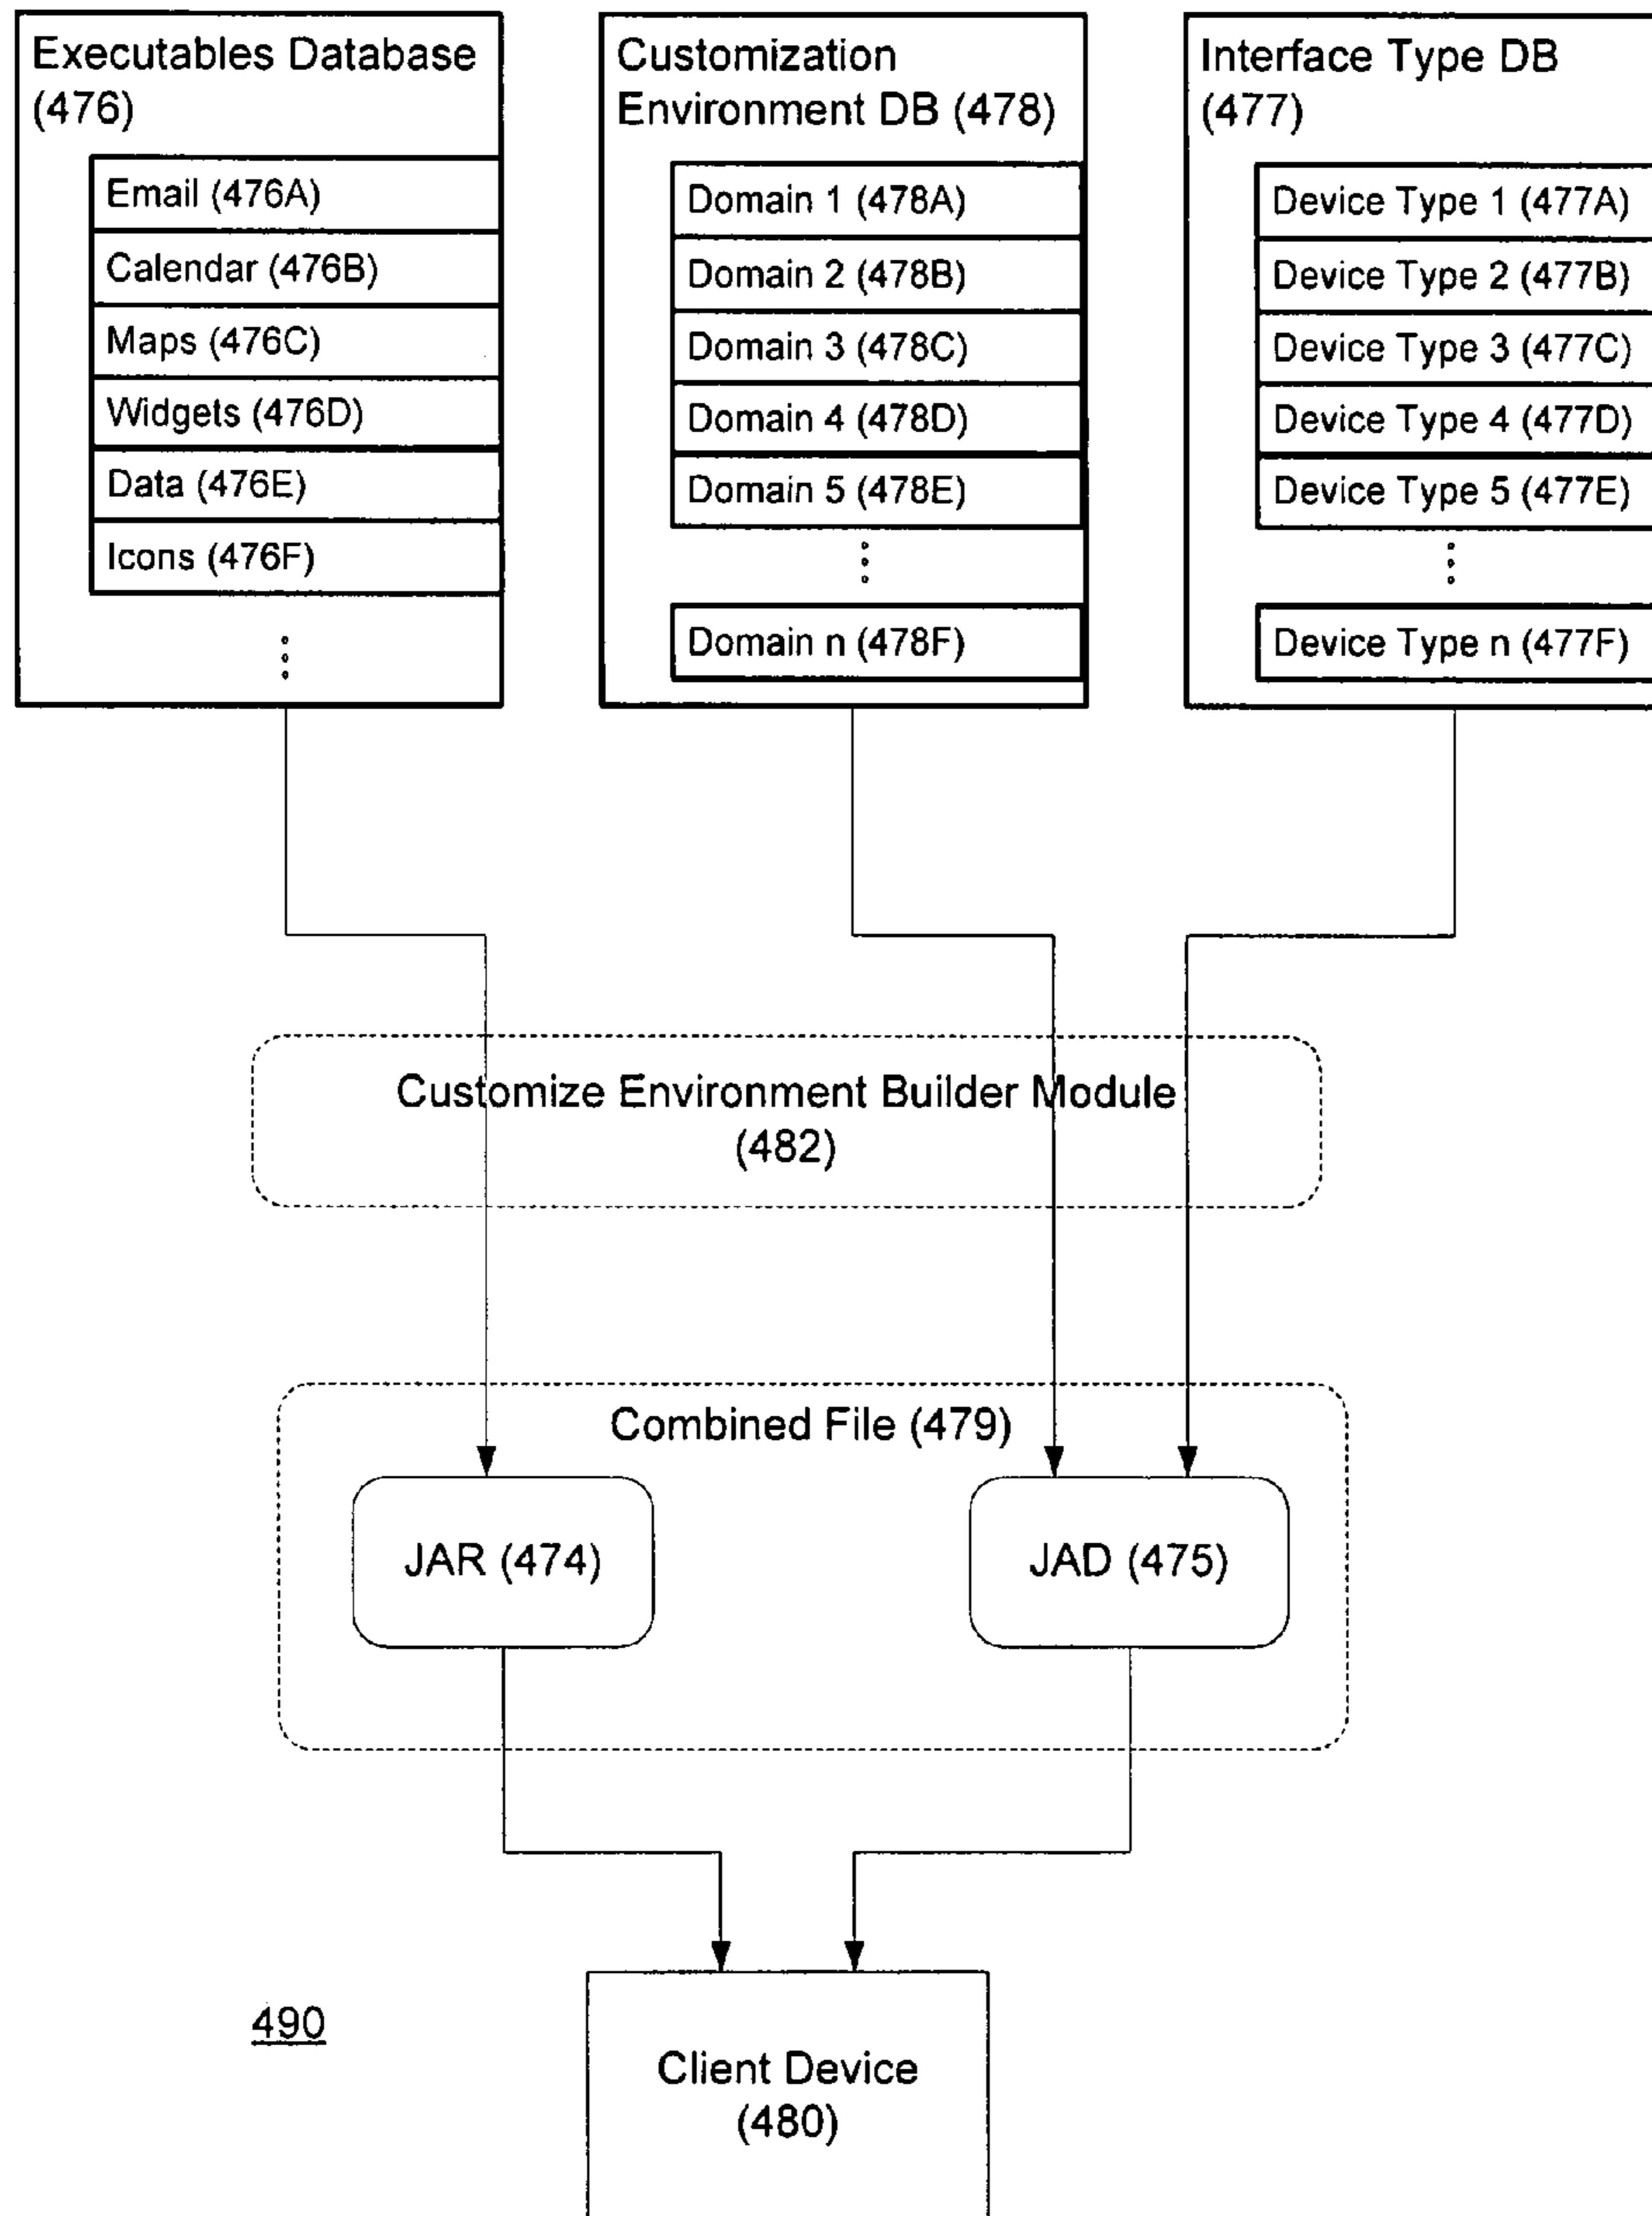 Executables Database
(476)
Email (476A)
Calendar (476B)
Maps (476C)
Widgets (476D)
Data (476E)
Icons (476F)
Customization
Environment DB (478)
Domain 1 (478A)
Domain 2 (478B)
Domain 3 (478C)
Domain 4 (478D)
Domain 5 (478E)
Domain n (478F)
Interface Type DB
(477)
Device Type 1 (477A)
Device Type 2 (477B)
Device Type 3 (477C)
Device Type 4 (477D)
Device Type 5 (477E)
Device Type n (477F)
Customize Environment Builder Module
(482)
Combined File (479)
JAR (474)
JAD (475)
490
Client Device
(480)